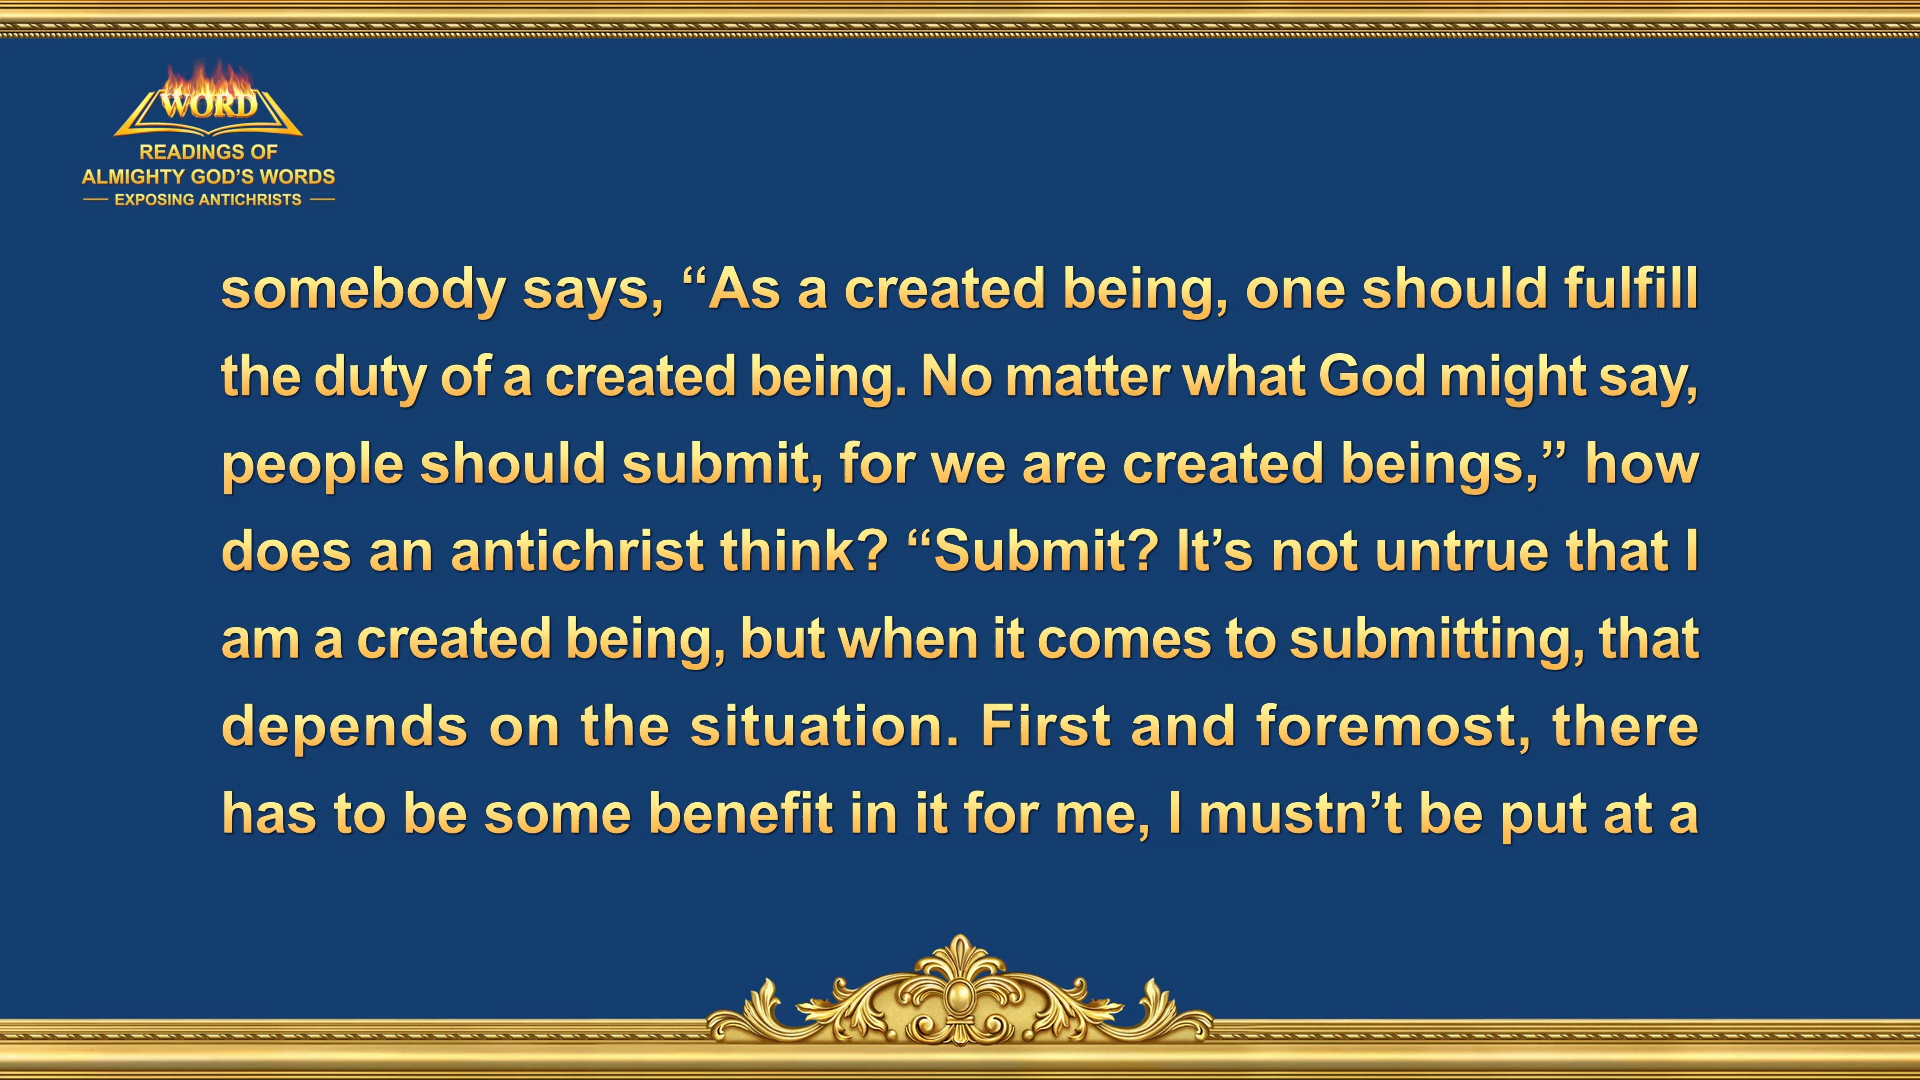 WORD
READINGS OF
ALMIGHTY GOD’S WORDS
EXPOSING ANTICHRISTS
somebody says, “As a created being, one should fulfill
the duty of a created being. No matter what God might say,
people should submit, for we are created beings,” how
does an antichrist think? “Submit? It’s not untrue that I
am a created being, but when it comes to submitting, that
depends on the situation. First and foremost, there
has to be some benefit in it for me, I mustn’t be put at a